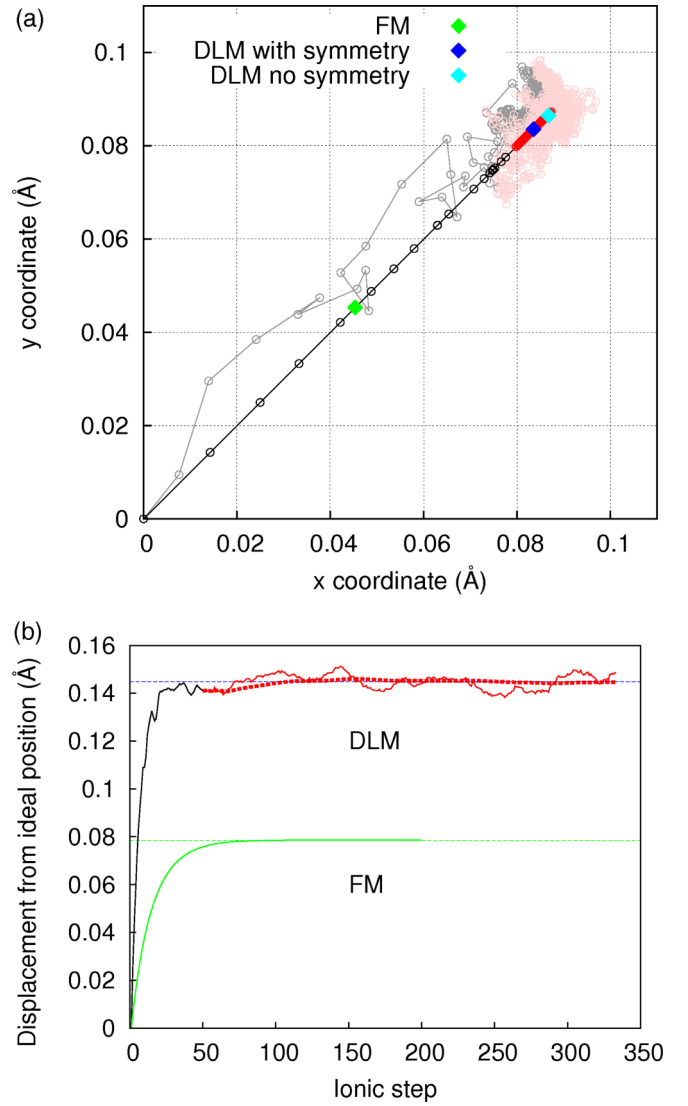 (a)
FM
DLM with symmetry
DLM no symmetry
0.1
0.08
0.06
0.04
0.02
0
y coordinate (Å)
0 0.02 0.04 0.06 0.08 0.1
x coordinate (Å)
(b)
0.16
0.14
0.12
0.1
0.08
0.06
0.04
0.02
0
Displacement from ideal position (Å)
DLM
FM
0 50 100 150 200 250 300 350
Ionic step